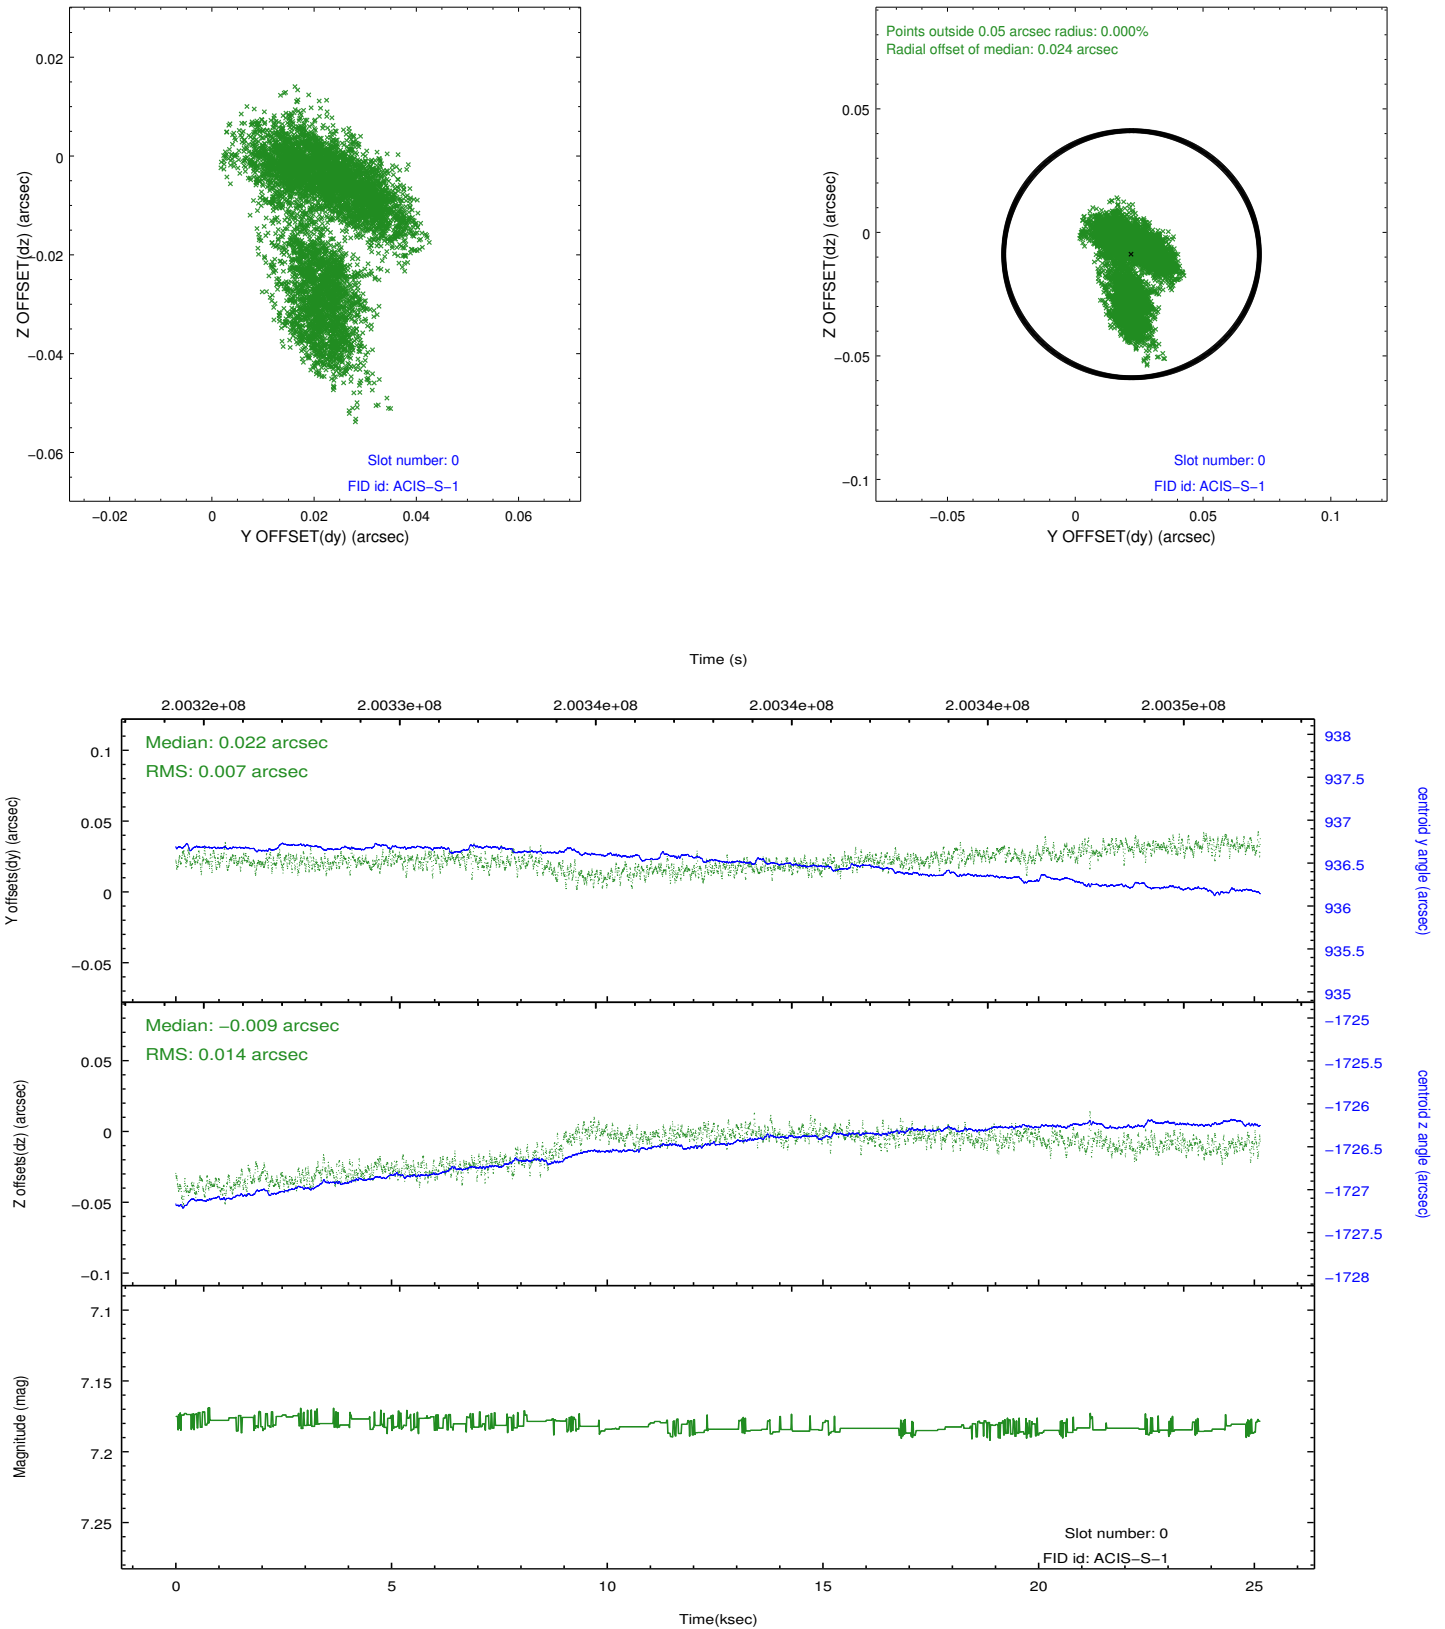 0.02
0
−0.02
−0.04
−0.06
Z OFFSET(dz) (arcsec)
Slot number: 0
FID id: ACIS−S−1
−0.02
0
0.02
0.04
0.06
Y OFFSET(dy) (arcsec)
Points outside 0.05 arcsec radius: 0.000%
Radial offset of median: 0.024 arcsec
0.05
0
−0.05
−0.1
Z OFFSET(dz) (arcsec)
Slot number: 0
FID id: ACIS−S−1
−0.05
0
0.05
0.1
Y OFFSET(dy) (arcsec)
Time (s)
2.0032e+08
2.0033e+08
2.0034e+08
2.0034e+08
2.0034e+08
2.0035e+08
Median: 0.022 arcsec
RMS: 0.007 arcsec
0.1
0.05
0
−0.05
Y offsets(dy) (arcsec)
938
937.5
937
936.5
936
935.5
935
centroid y angle (arcsec)
Median: −0.009 arcsec
RMS: 0.014 arcsec
0.05
0
−0.05
−0.1
Z offsets(dz) (arcsec)
−1725
−1725.5
−1726
−1726.5
−1727
−1727.5
−1728
centroid z angle (arcsec)
7.1
7.15
7.2
7.25
Magnitude (mag)
Slot number: 0
FID id: ACIS−S−1
0
5
10
15
20
25
Time(ksec)